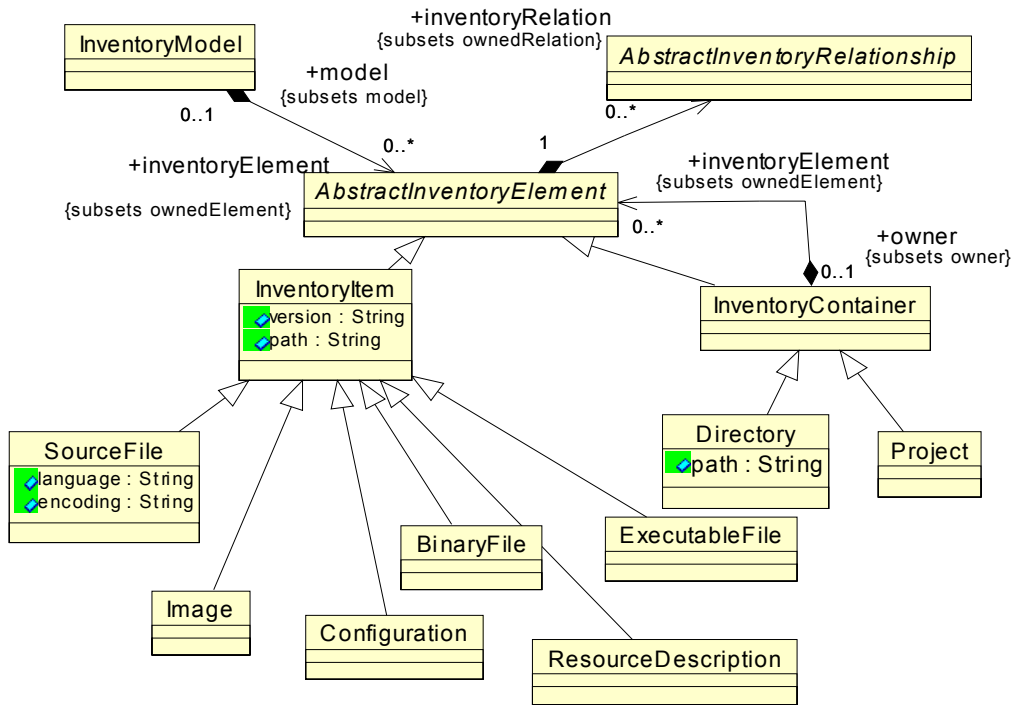 +inventoryRelation
{subsets ownedRelation}
InventoryModel
AbstractInventoryRelationship
+model
{subsets model}
0..1
0..*
0..*
1
+inventoryElement
{subsets ownedElement}
AbstractInventoryElement
+inventoryElement
{subsets ownedElement}
0..*
+owner
{subsets owner}
0..1
InventoryItem
version : String
path : String
InventoryContainer
SourceFile
language : String
encoding : String
Directory
path : String
Project
BinaryFile
ExecutableFile
Image
Configuration
ResourceDescription